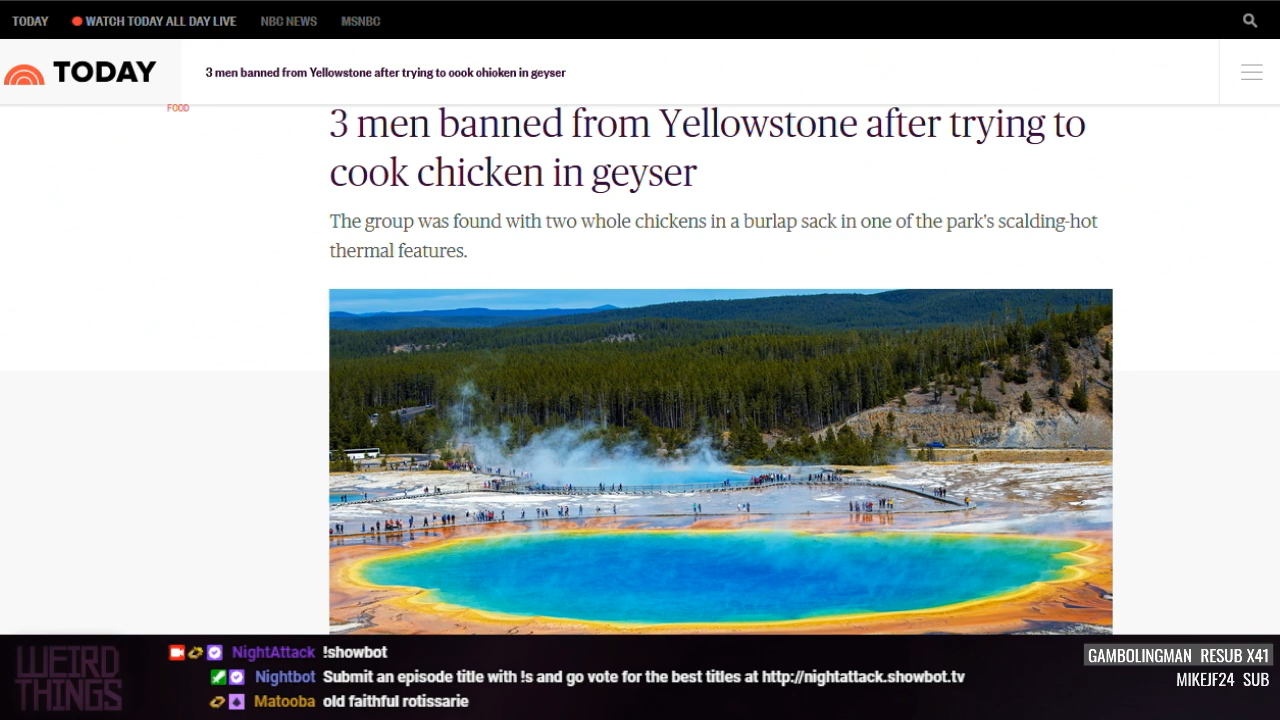 TODAY WATCH TODAY ALL DAY LIVE NBC NEWS MSNBC
TODAY 3 men banned from Yellowstone after trying to cook chicken in geyser
FOOD
3 men banned from Yellowstone after trying to
cook chicken in geyser
The group was found with two whole chickens in a burlap sack in one of the park's scalding-hot
thermal features.
WEIRD
THINGS
NightAttack !showbot
Nightbot Submit an episode title with !s and go vote for the best titles at http://nightattack.showbot.tv
Matooba old faithful rotissarie
GAMBOLINGMAN RESUB X41
MIKEJF24 SUB